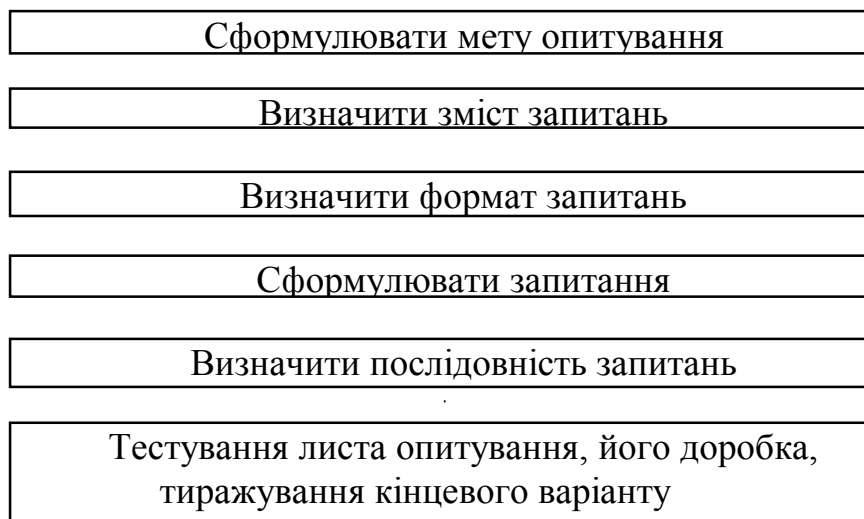 Сформулювати мету опитування
Визначити зміст запитань
Визначити формат запитань
Сформулювати запитання
Визначити послідовність запитань
Тестування листа опитування, його доробка,
тиражування кінцевого варіанту